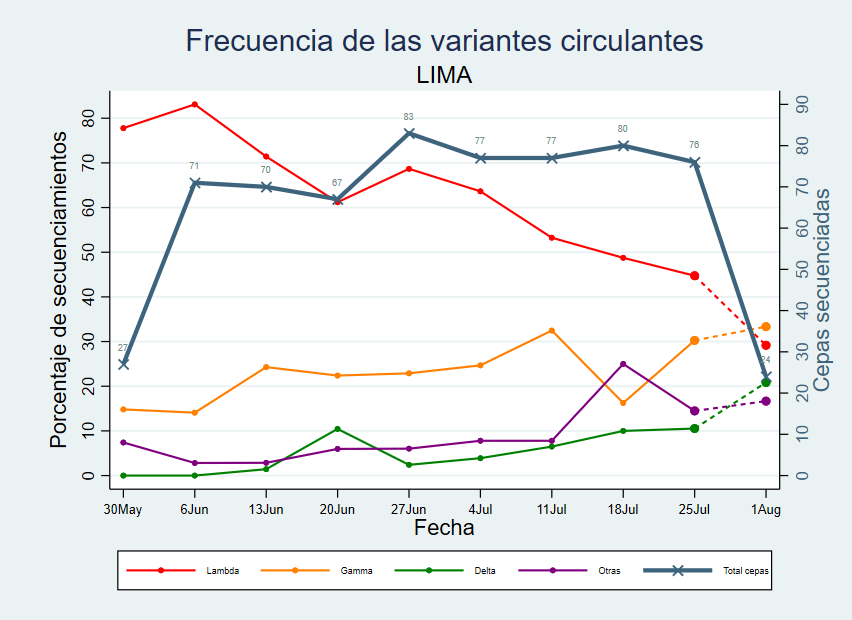 Frecuencia de las variantes circulantes
LIMA
Porcentaje de secuenciamientos
0 10 20 30 40 50 60 70 80
Cepas secuenciadas
0 10 20 30 40 50 60 70 80 90
27 71 70 67 83 77 77 80 76 24
30May 6Jun 13Jun 20Jun 27Jun 4Jul 11Jul 18Jul 25Jul 1Aug
Fecha
Lambda Gamma Delta Otras Total cepas